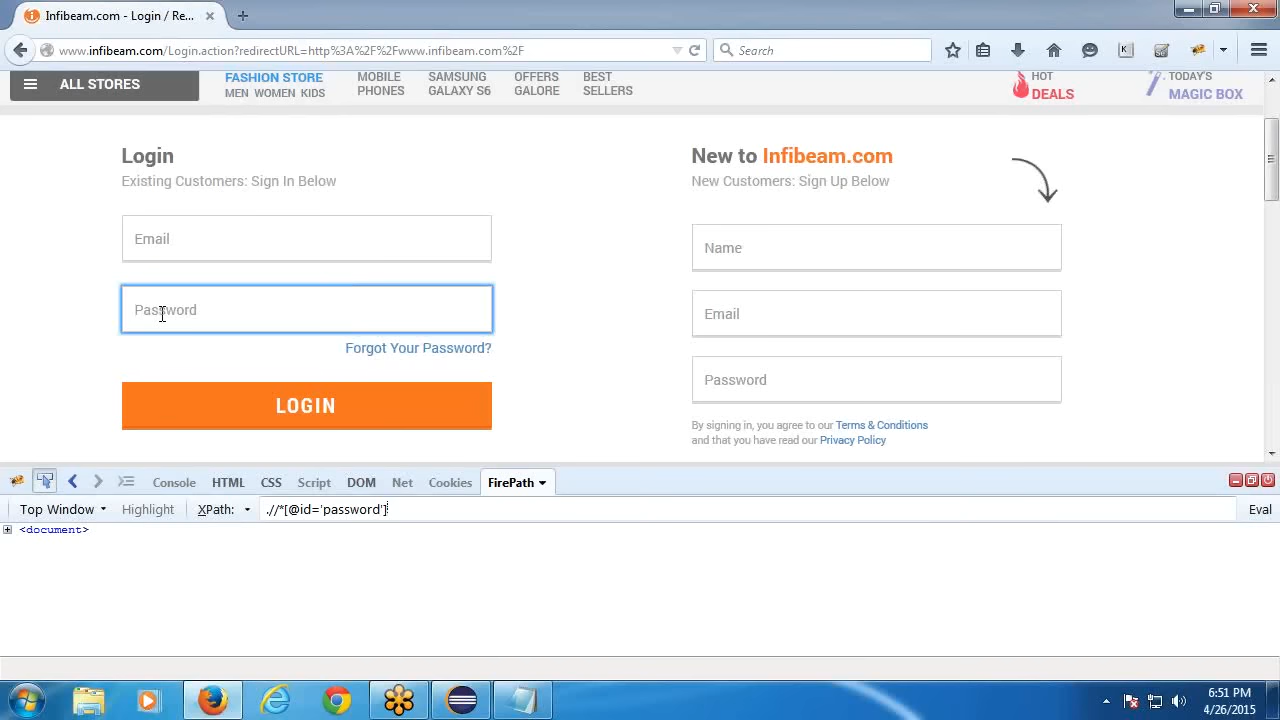 Infibeam.com - Login / Re...
www.infibeam.com/Login.action?redirectURL=http%3A%2F%2Fwww.infibeam.com%2F
Search
ALL STORES
FASHION STORE
MEN WOMEN KIDS
MOBILE
PHONES
SAMSUNG
GALAXY S6
OFFERS
GALORE
BEST
SELLERS
HOT
DEALS
TODAY'S
MAGIC BOX
Login
Existing Customers: Sign In Below
Email
Password
Forgot Your Password?
LOGIN
New to Infibeam.com
New Customers: Sign Up Below
Name
Email
Password
By signing in, you agree to our Terms & Conditions
and that you have read our Privacy Policy
Console HTML CSS Script DOM Net Cookies FirePath
Top Window Highlight XPath: .//*[@id='password'] Eval
<document>
6:51 PM
4/26/2015